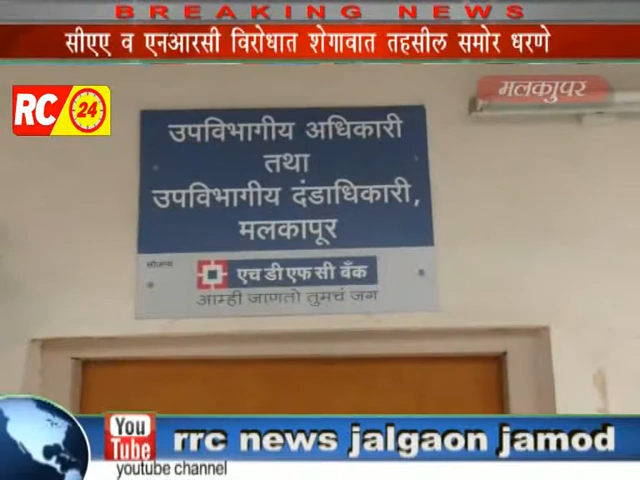 BREAKING NEWS
सीएए व एनआरसी विरोधात शेगावात तहसील समोर धरणे
RC 24
मलकापुर
उपविभागीय अधिकारी
तथा
उपविभागीय दंडाधिकारी,
मलकापूर
सौजन्य
एच डी एफ सी बँक
आम्ही जाणतो तुमचं जग
You Tube
rrc news jalgaon jamod
youtube channel